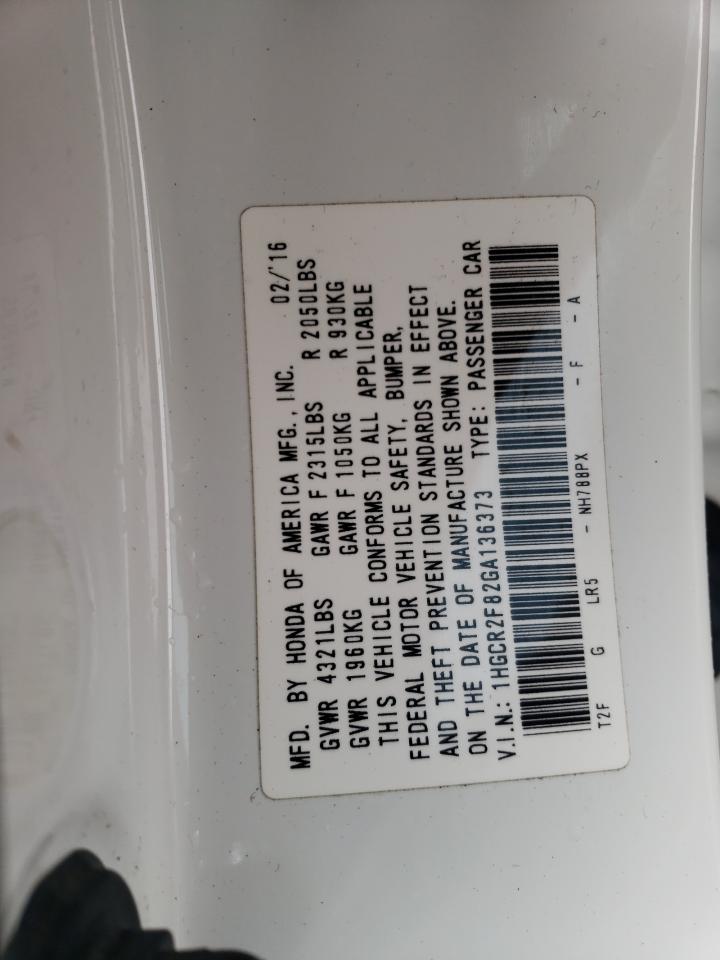 MFD. BY HONDA OF AMERICA MFG., INC. 02/'16
GVWR 4321LBS GAWR F 2315LBS R 2050LBS
GVWR 1960KG GAWR F 1050KG R 930KG
THIS VEHICLE CONFORMS TO ALL APPLICABLE
FEDERAL MOTOR VEHICLE SAFETY, BUMPER,
AND THEFT PREVENTION STANDARDS IN EFFECT
ON THE DATE OF MANUFACTURE SHOWN ABOVE.
V.I.N.: 1HGCR2F82GA136373 TYPE: PASSENGER CAR
T2F G LR5 - NH788PX - F - A